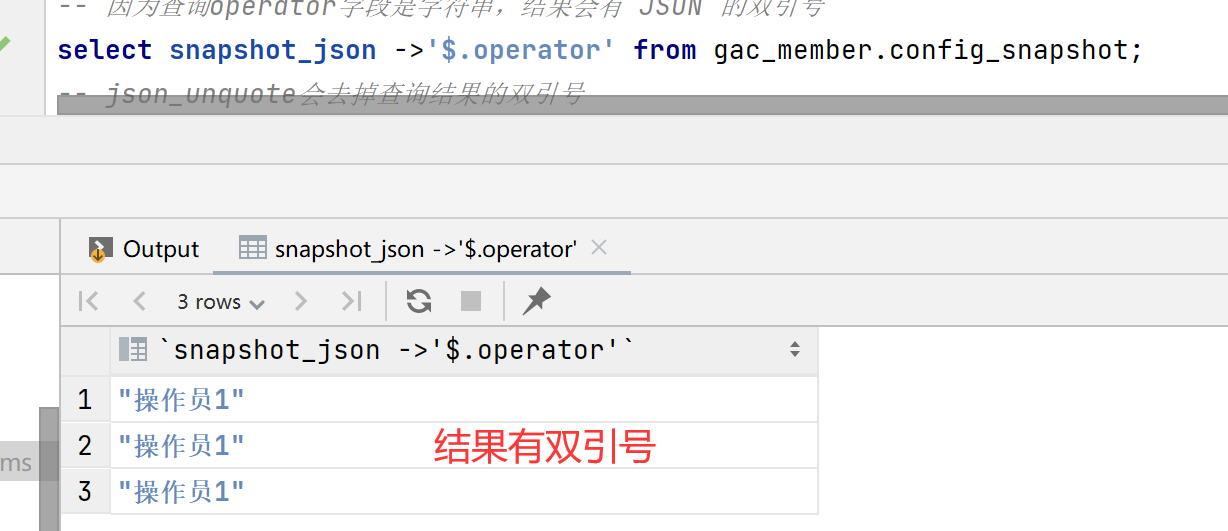 -- 因为查询operator字段是字符串，结果会有 JSON 的双引号
select snapshot_json ->'$.operator' from gac_member.config_snapshot;
-- json_unquote会去掉查询结果的双引号
Output
snapshot_json ->'$.operator'
3 rows
`snapshot_json ->'$.operator'`
1 "操作员1"
2 "操作员1"
3 "操作员1"
结果有双引号
ms